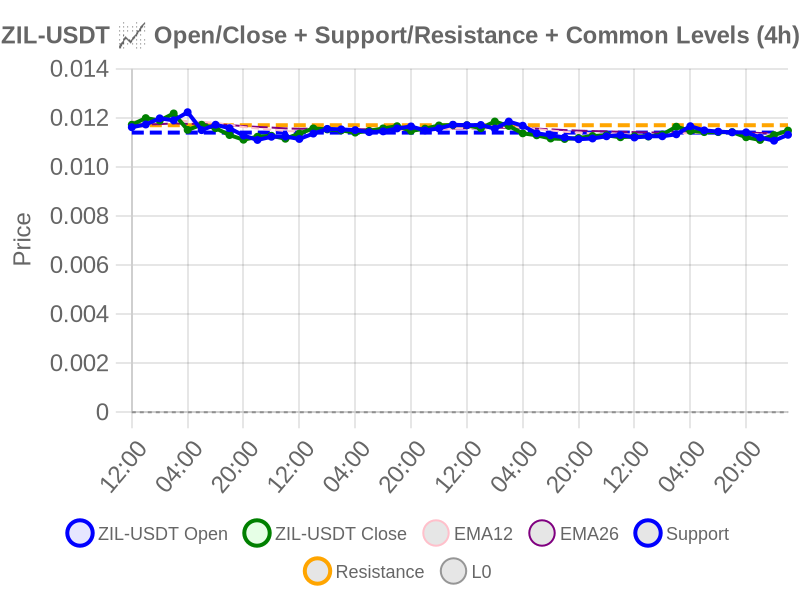 ZIL-USDT 📈 Open/Close + Support/Resistance + Common Levels (4h)
0.014
0.012
0.010
0.008
0.006
0.004
0.002
0
Price
12:00
04:00
20:00
12:00
04:00
20:00
12:00
04:00
20:00
12:00
04:00
20:00
ZIL-USDT Open
ZIL-USDT Close
EMA12
EMA26
Support
Resistance
L0